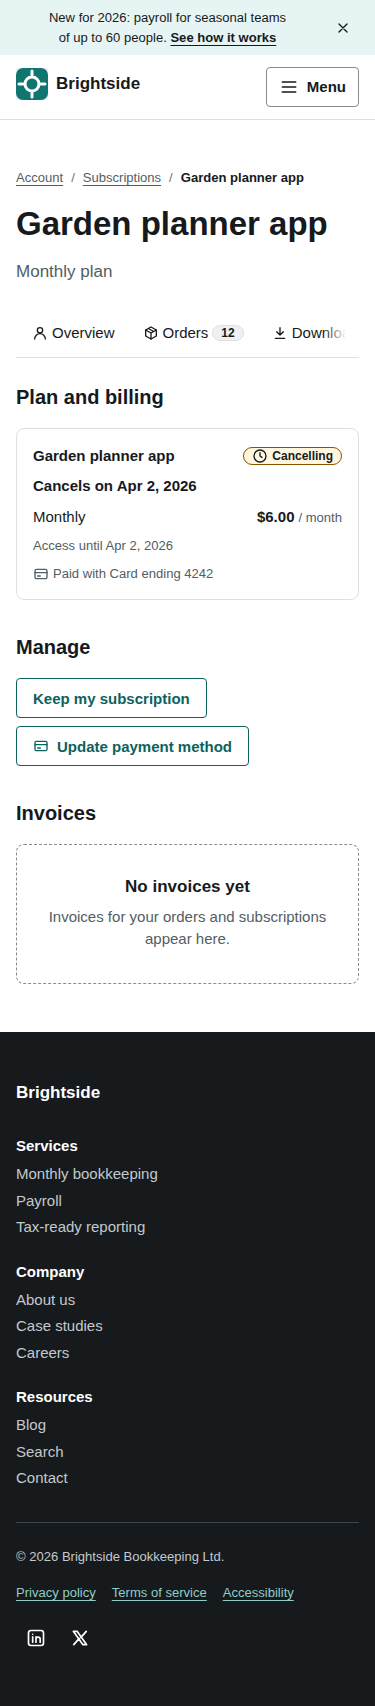 New for 2026: payroll for seasonal teams
of up to 60 people. See how it works
Brightside
Menu
Account / Subscriptions / Garden planner app
Garden planner app
Monthly plan
Overview Orders 12
Plan and billing
Garden planner app Cancelling
Cancels on Apr 2, 2026
Monthly $6.00 / month
Access until Apr 2, 2026
Paid with Card ending 4242
Manage
Keep my subscription
Update payment method
Invoices
No invoices yet
Invoices for your orders and subscriptions
appear here.
Brightside
Services
Monthly bookkeeping
Payroll
Tax-ready reporting
Company
About us
Case studies
Careers
Resources
Blog
Search
Contact
© 2026 Brightside Bookkeeping Ltd.
Privacy policy Terms of service Accessibility